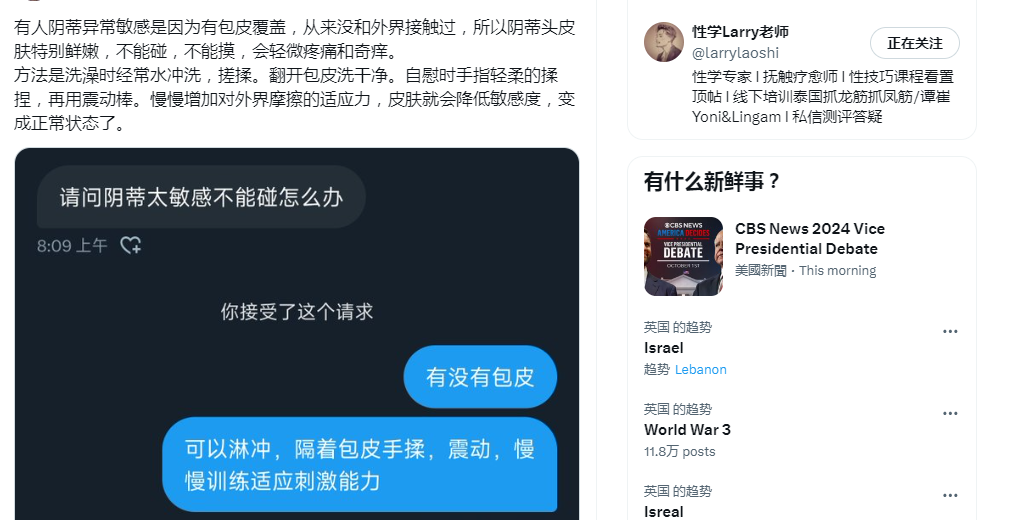 有人阴蒂异常敏感是因为有包皮覆盖，从来没和外界接触过，所以阴蒂头皮
肤特别鲜嫩，不能碰，不能摸，会轻微疼痛和奇痒。
方法是洗澡时经常水冲洗，搓揉。翻开包皮洗干净。自慰时手指轻柔的揉
捏，再用震动棒。慢慢增加对外界摩擦的适应力，皮肤就会降低敏感度，变
成正常状态了。
请问阴蒂太敏感不能碰怎么办
8:09 上午
你接受了这个请求
有没有包皮
可以淋冲，隔着包皮手揉，震动，慢
慢训练适应刺激能力
性学Larry老师
@larrylaoshi
正在关注
性学专家 I 抚触疗愈师 I 性技巧课程看置
顶帖 I 线下培训泰国抓龙筋抓凤筋/谭崔
Yoni&Lingam I 私信测评答疑
有什么新鲜事？
CBS NEWS
AMERICA DECIDES
VICE PRESIDENTIAL
DEBATE
OCTOBER 1ST
CBS News 2024 Vice
Presidential Debate
美國新聞 · This morning
英国 的趋势
Israel
趋势 Lebanon
英国 的趋势
World War 3
11.8万 posts
英国 的趋势
Isreal